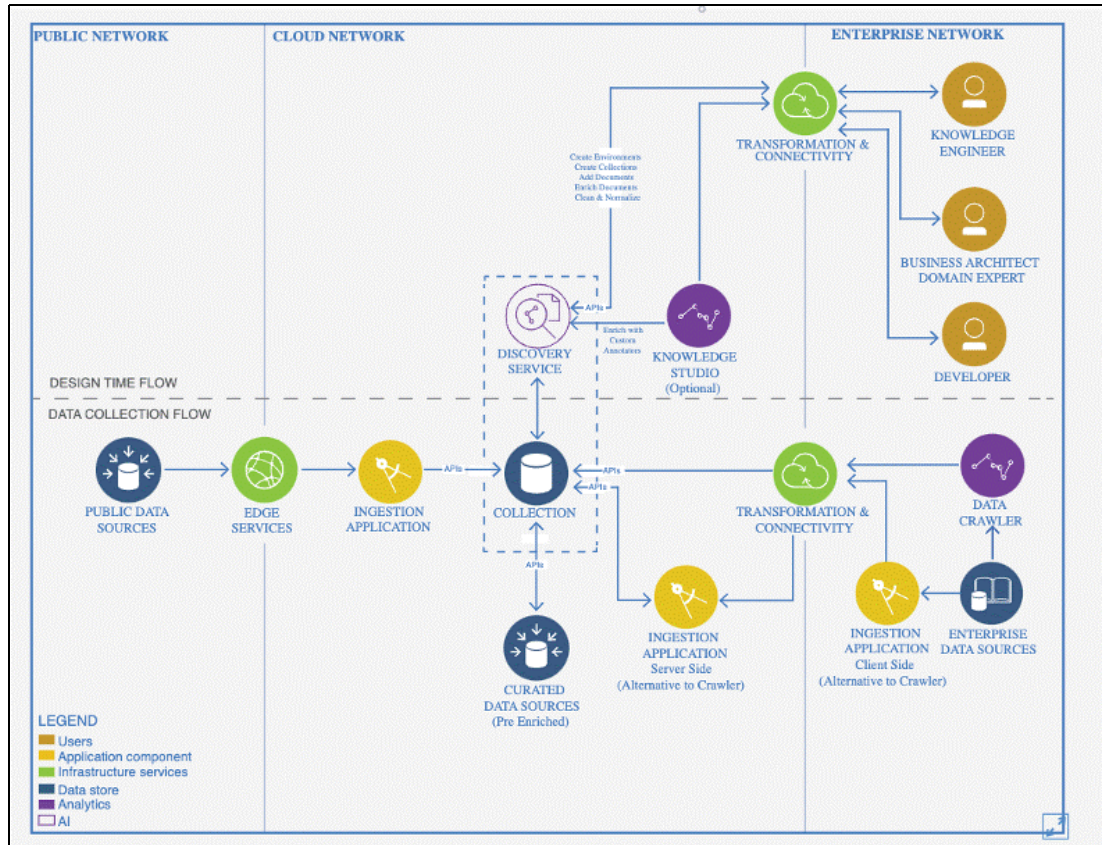 PUBLIC NETWORK
CLOUD NETWORK
ENTERPRISE NETWORK
TRANSFORMATION &
CONNECTIVITY
KNOWLEDGE
ENGINEER
Create Environments
Create Collections
Add Documents
Enrich Documents
Clean & Normalize
BUSINESS ARCHITECT
DOMAIN EXPERT
APIs
Enrich with
Custom
Annotators
DISCOVERY
SERVICE
KNOWLEDGE
STUDIO
(Optional)
DEVELOPER
DESIGN TIME FLOW
DATA COLLECTION FLOW
PUBLIC DATA
SOURCES
EDGE
SERVICES
INGESTION
APPLICATION
APIs
COLLECTION
APIs
APIs
TRANSFORMATION &
CONNECTIVITY
DATA
CRAWLER
APIs
INGESTION
APPLICATION
Server Side
(Alternative to Crawler)
INGESTION
APPLICATION
Client Side
(Alternative to Crawler)
ENTERPRISE
DATA SOURCES
CURATED
DATA SOURCES
(Pre Enriched)
LEGEND
Users
Application component
Infrastructure services
Data store
Analytics
AI